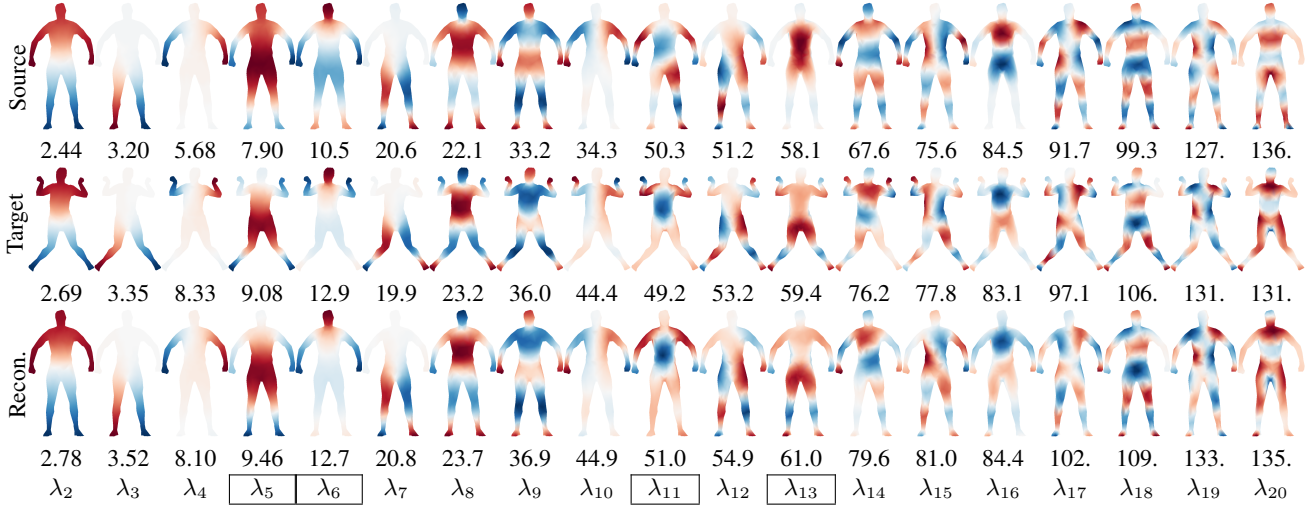 Source
2.44 3.20 5.68 7.90 10.5 20.6 22.1 33.2 34.3 50.3 51.2 58.1 67.6 75.6 84.5 91.7 99.3 127. 136.
Target
2.69 3.35 8.33 9.08 12.9 19.9 23.2 36.0 44.4 49.2 53.2 59.4 76.2 77.8 83.1 97.1 106. 131. 131.
Recon.
2.78 3.52 8.10 9.46 12.7 20.8 23.7 36.9 44.9 51.0 54.9 61.0 79.6 81.0 84.4 102. 109. 133. 135.
λ₂ λ₃ λ₄ λ₅ λ₆ λ₇ λ₈ λ₉ λ₁₀ λ₁₁ λ₁₂ λ₁₃ λ₁₄ λ₁₅ λ₁₆ λ₁₇ λ₁₈ λ₁₉ λ₂₀